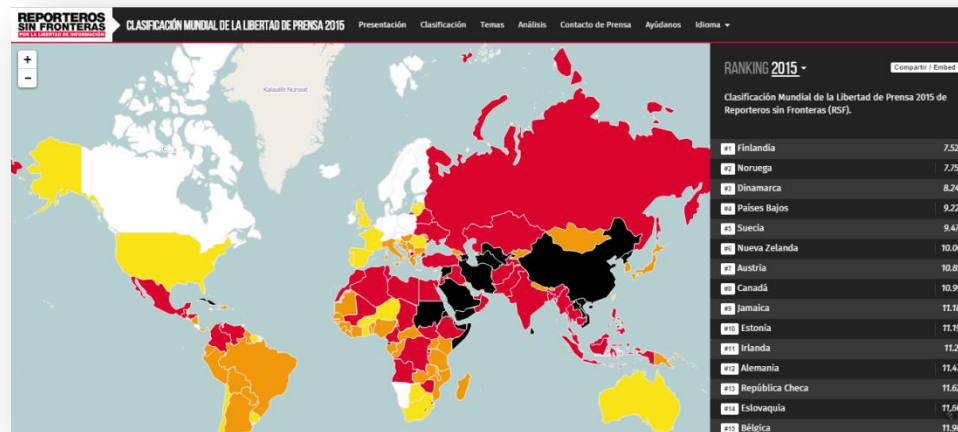 REPORTEROS
SIN FRONTERAS
POR LA LIBERTAD DE INFORMACIÓN
CLASIFICACIÓN MUNDIAL DE LA LIBERTAD DE PRENSA 2015
Presentación Clasificación Temas Análisis Contacto de Prensa Ayúdanos Idioma
+
−
Kalaallit Nunaat
RANKING 2015
Compartir / Embed
Clasificación Mundial de la Libertad de Prensa 2015 de
Reporteros sin Fronteras (RSF).
#1 Finlandia 7.52
#2 Noruega 7.75
#3 Dinamarca 8.24
#4 Países Bajos 9.22
#5 Suecia 9.47
#6 Nueva Zelanda
#7 Austria
#8 Canadá
#9 Jamaica
#10 Estonia
#11 Irlanda
#12 Alemania
#13 República Checa
#14 Eslovaquia
#15 Bélgica